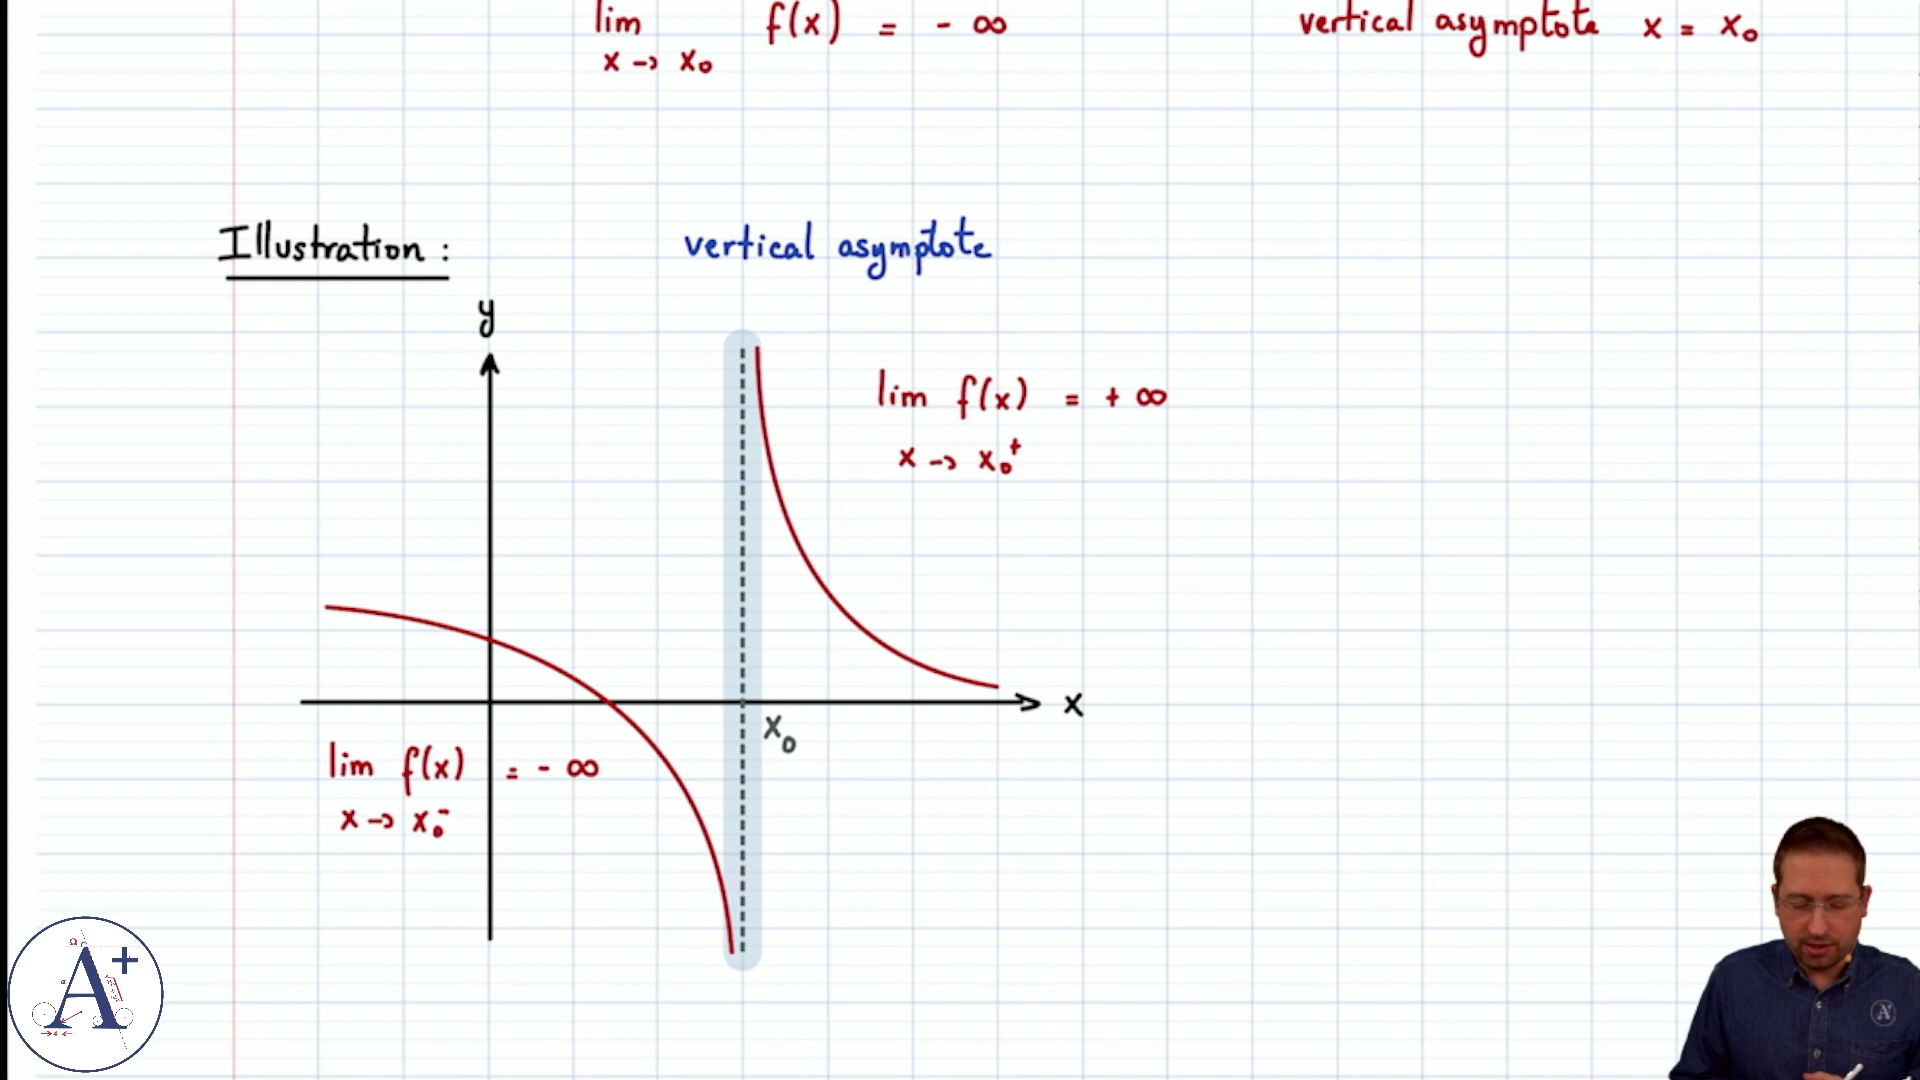 lim f(x) = - ∞ vertical asymptote x = x₀
x → x₀
Illustration : vertical asymptote
y
lim f(x) = + ∞
x → x₀⁺
x
x₀
lim f(x) = - ∞
x → x₀⁻
A+